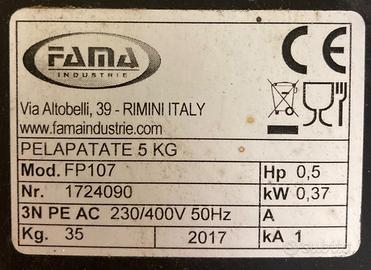 FAMA
INDUSTRIE
CE
Via Altobelli, 39 - RIMINI ITALY
www.famaindustrie.com
PELAPATATE 5 KG
Mod. FP107 Hp 0,5
Nr. 1724090 kW 0,37
3N PE AC 230/400V 50Hz A
Kg. 35 2017 kA 1
subito